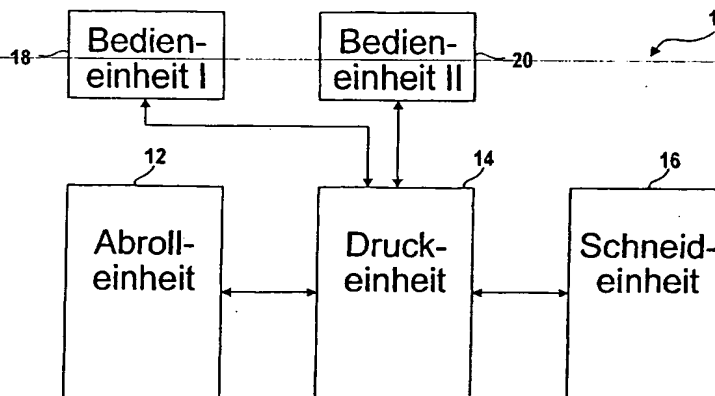 18
Bedien-
einheit I
Bedien-
einheit II
20
1
12
14
16
Abroll-
einheit
Druck-
einheit
Schneid-
einheit